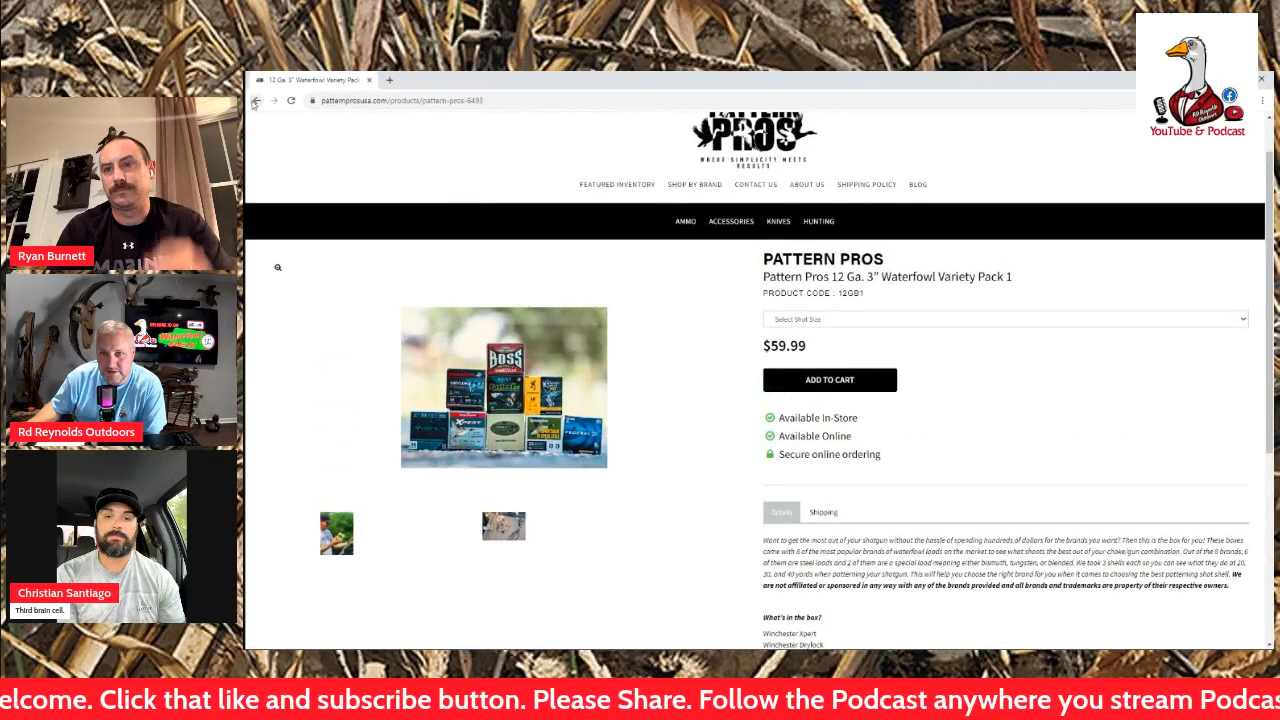 12 Ga. 3" Waterfowl Variety Pack
patternprosusa.com/products/pattern-pros-6493
RD Reynolds
Outdoors
YouTube & Podcast
PATTERN
PROS
WHERE SIMPLICITY MEETS
RESULTS
FEATURED INVENTORY SHOP BY BRAND CONTACT US ABOUT US SHIPPING POLICY BLOG
AMMO ACCESSORIES KNIVES HUNTING
Ryan Burnett
Rd Reynolds Outdoors
Christian Santiago
Third brain cell.
PATTERN PROS
Pattern Pros 12 Ga. 3” Waterfowl Variety Pack 1
PRODUCT CODE : 12GB1
Select Shot Size
$59.99
ADD TO CART
Available In-Store
Available Online
Secure online ordering
BOSS
XPERT
FEDERAL
Details Shipping
Want to get the most out of your shotgun without the hassle of spending hundreds of dollars for the brands you want? Then this is the box for you! These boxes
come with 8 of the most popular brands of waterfowl loads on the market to see what shoots the best out of your choke/gun combination. Out of the 8 brands, 6
of them are steel loads and 2 of them are a special load meaning either bismuth, tungsten, or blended. We took 3 shells each so you can see what they do at 20,
30, and 40 yards when patterning your shotgun. This will help you choose the right brand for you when it comes to choosing the best patterning shot shell. We
are not affiliated or sponsored in any way with any of the brands provided and all brands and trademarks are property of their respective owners.
What's in the box?
Winchester Xpert
Winchester Drylock
elcome. Click that like and subscribe button. Please Share. Follow the Podcast anywhere you stream Podcas